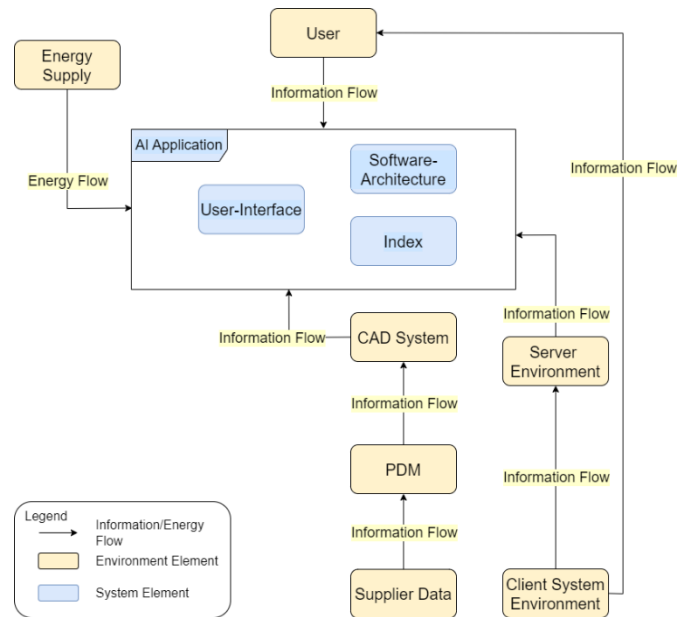 User
Energy
Supply
Information Flow
AI Application
Software-
Architecture
Information Flow
Energy Flow
User-Interface
Index
Information Flow
Information Flow
CAD System
Server
Environment
Information Flow
PDM
Information Flow
Information Flow
Legend
Information/Energy
Flow
Environment Element
System Element
Supplier Data
Client System
Environment